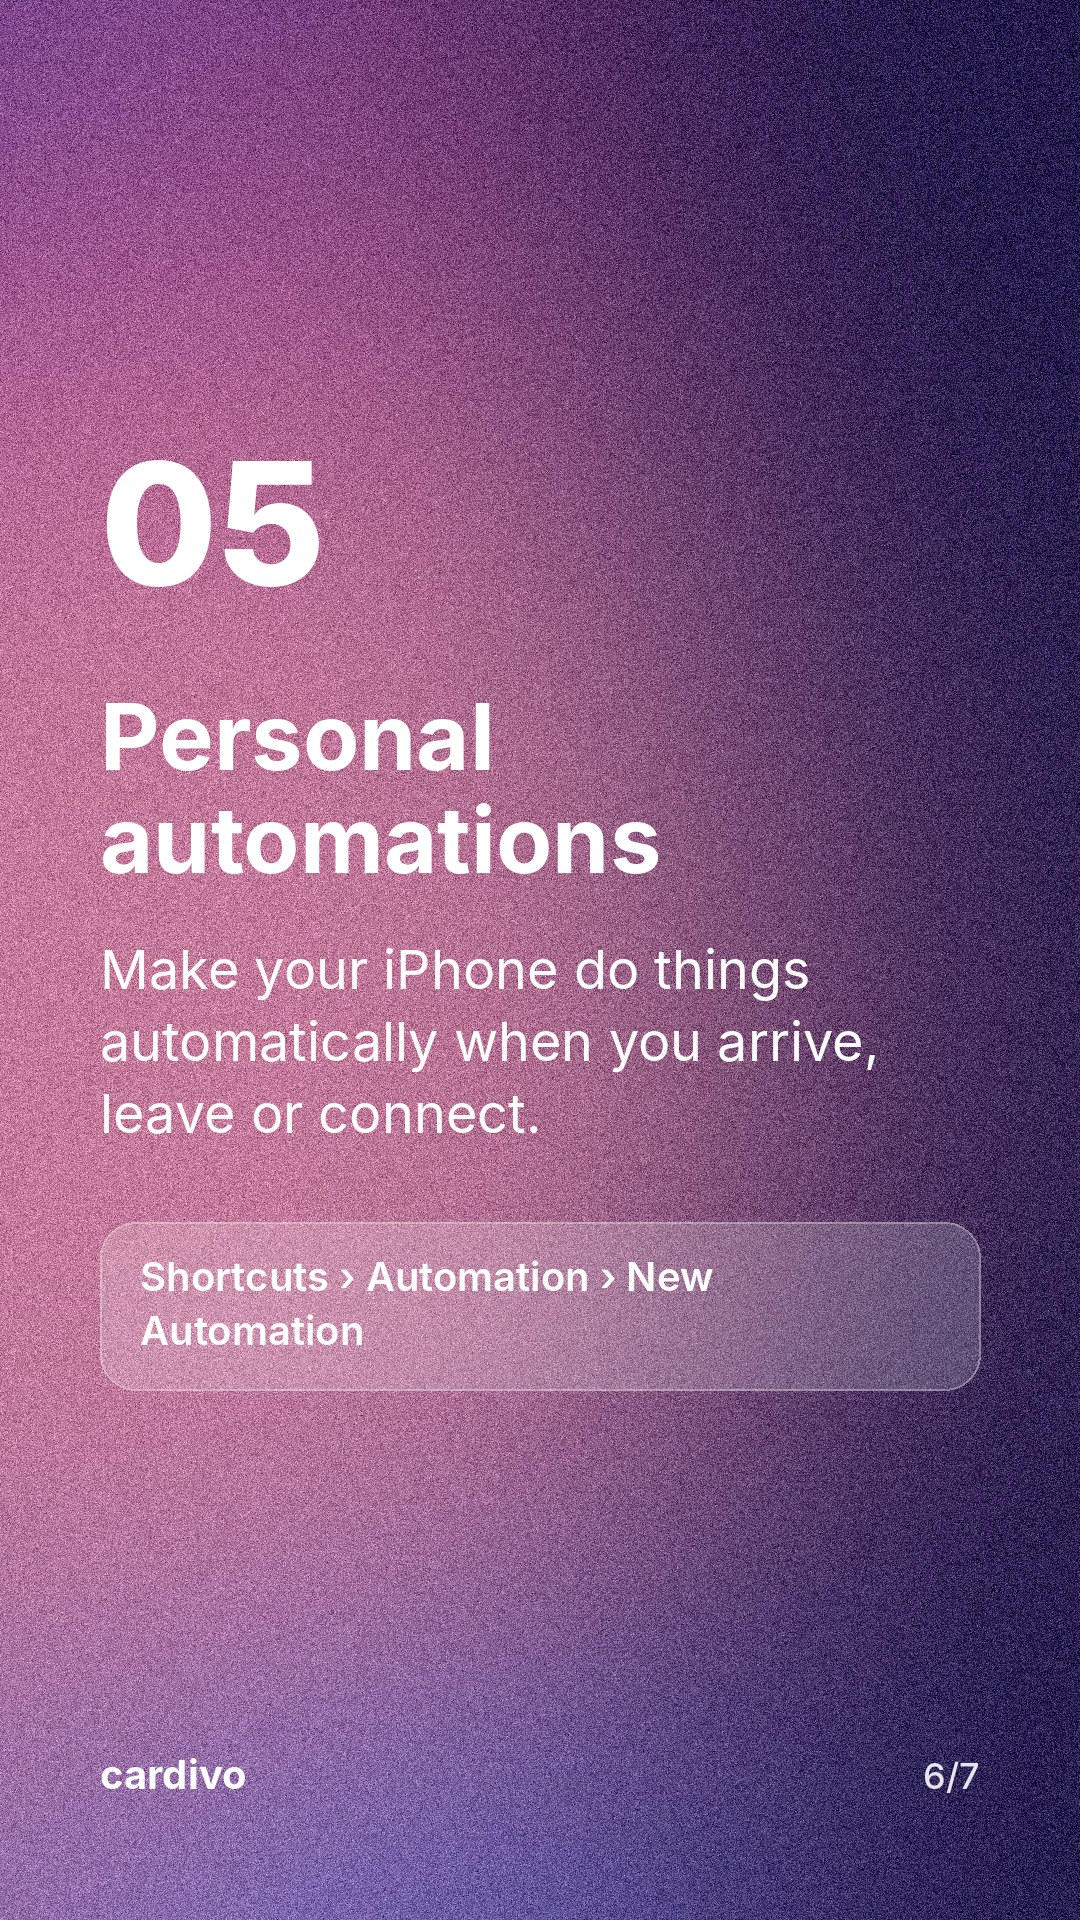 05
Personal
automations
Make your iPhone do things
automatically when you arrive,
leave or connect.
Shortcuts › Automation › New
Automation
cardivo
6/7